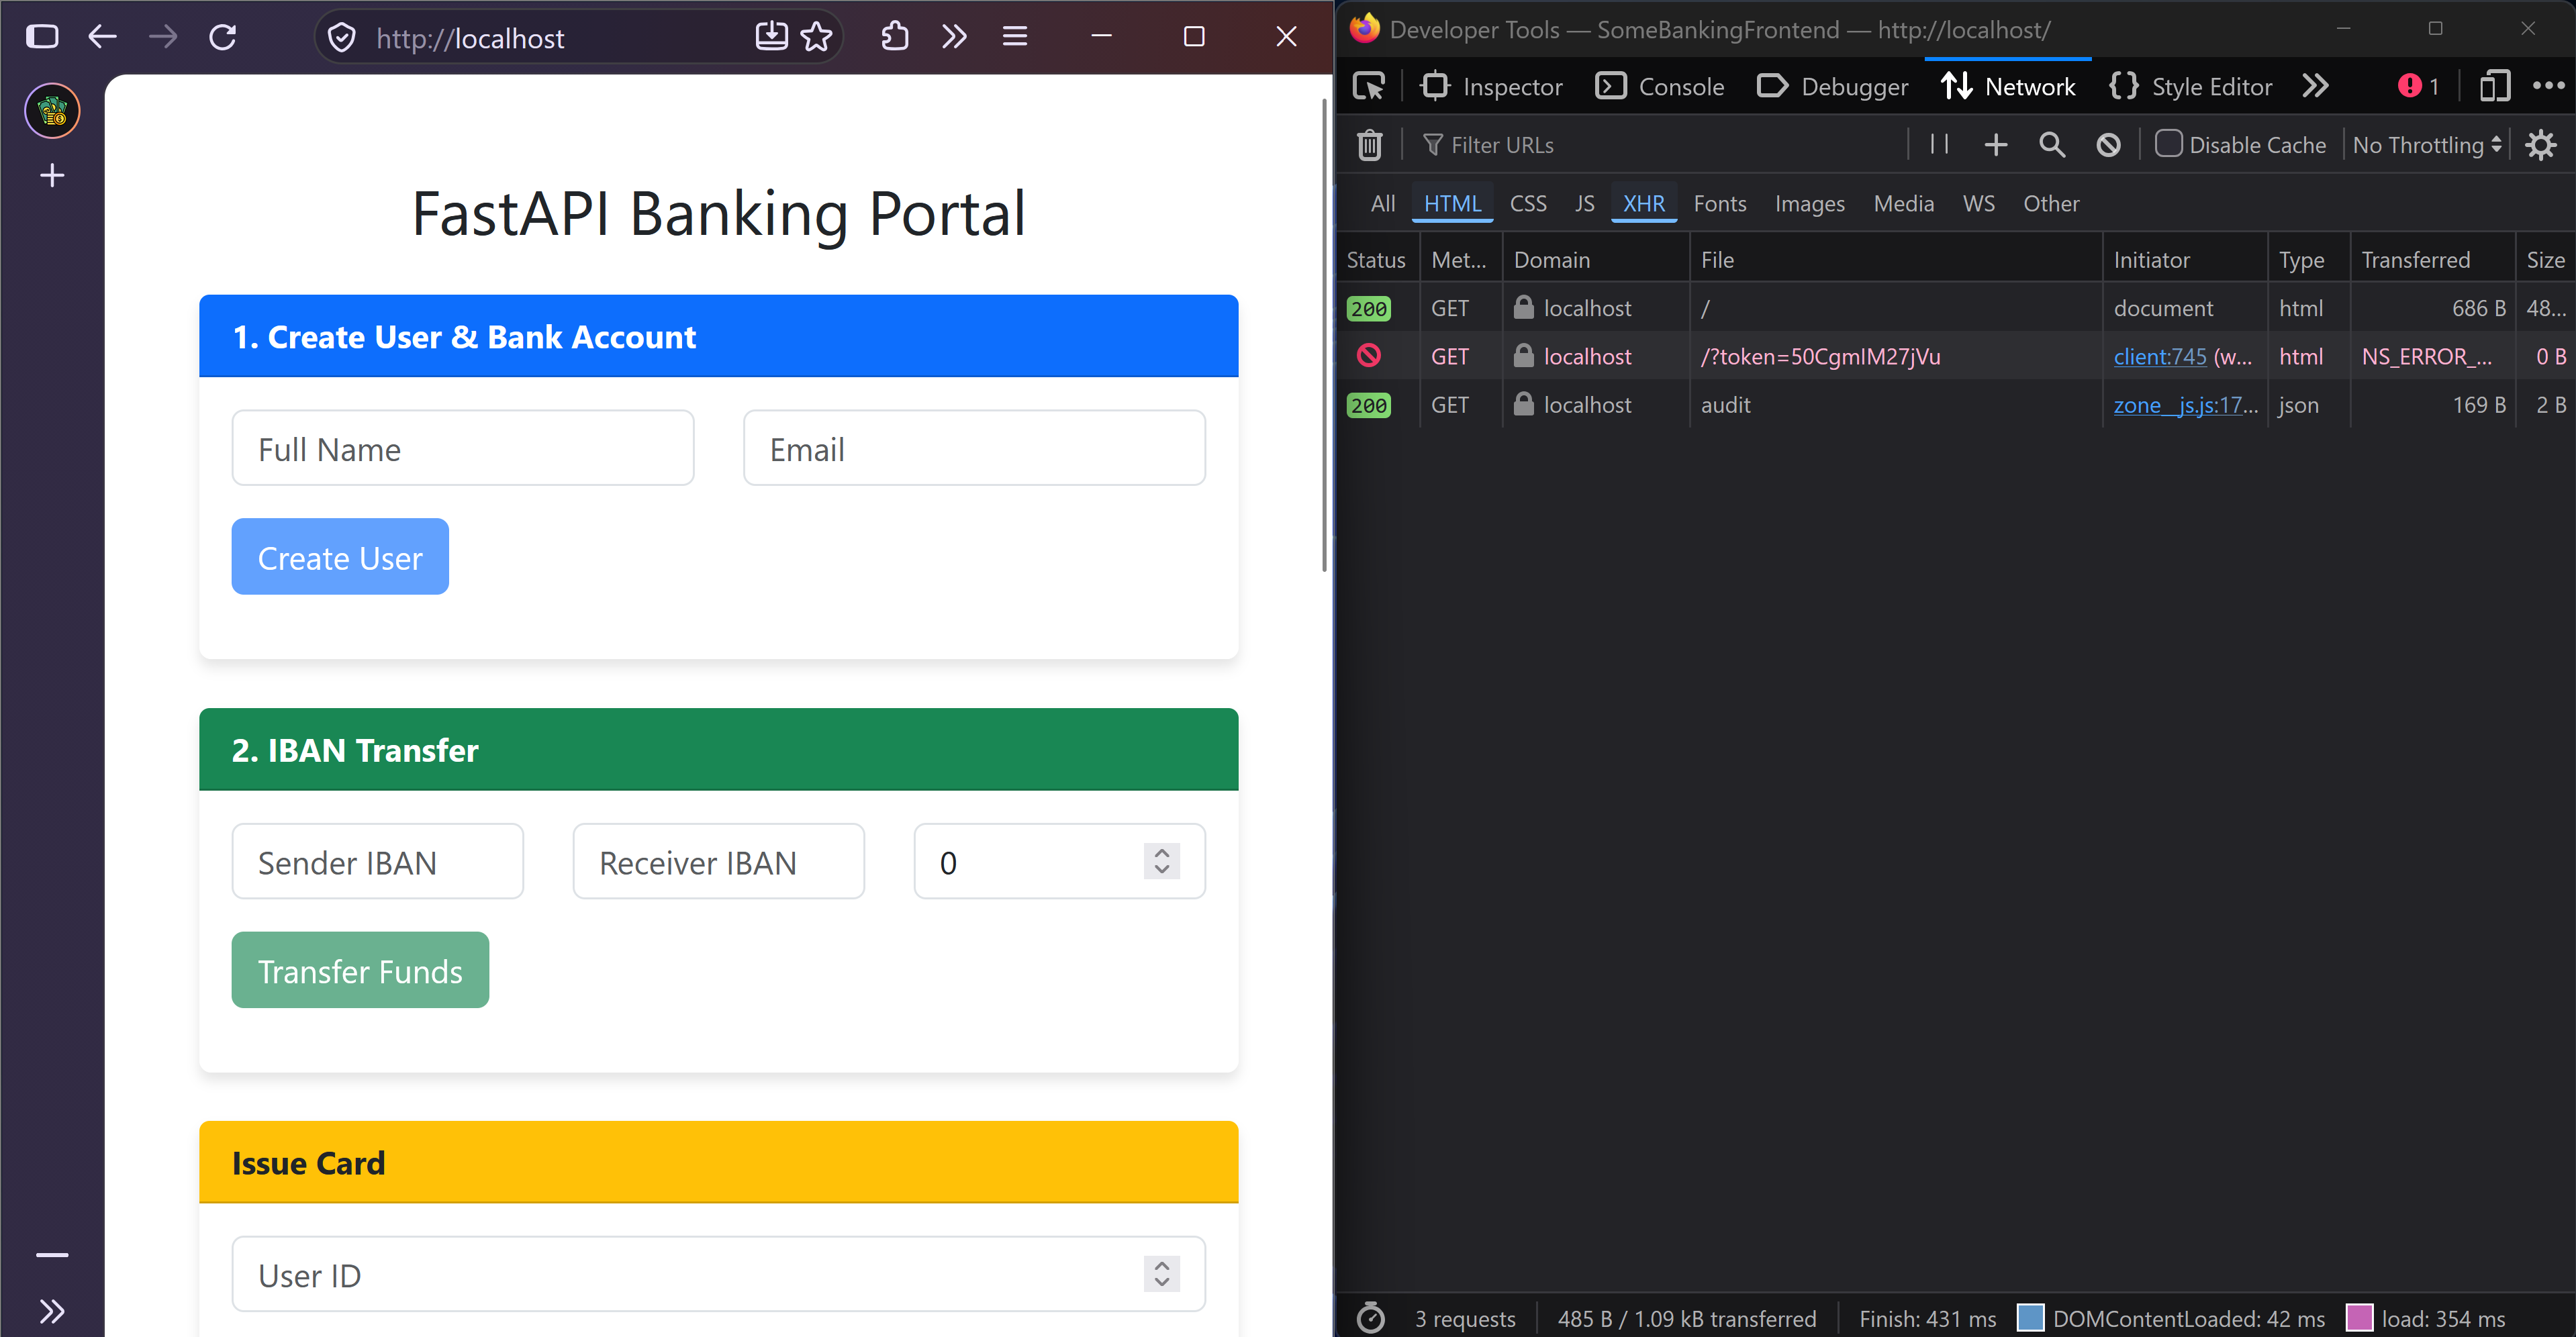 http://localhost
FastAPI Banking Portal
1. Create User & Bank Account
Full Name
Email
Create User
2. IBAN Transfer
Sender IBAN
Receiver IBAN
0
Transfer Funds
Issue Card
User ID
Developer Tools — SomeBankingFrontend — http://localhost/
Inspector Console Debugger Network Style Editor 1
Filter URLs Disable Cache No Throttling
All HTML CSS JS XHR Fonts Images Media WS Other
Status Met... Domain File Initiator Type Transferred Size
200 GET localhost / document html 686 B 48...
GET localhost /?token=50CgmIM27jVu client:745 (w... html NS_ERROR_... 0 B
200 GET localhost audit zone__js.js:17... json 169 B 2 B
3 requests 485 B / 1.09 kB transferred Finish: 431 ms DOMContentLoaded: 42 ms load: 354 ms